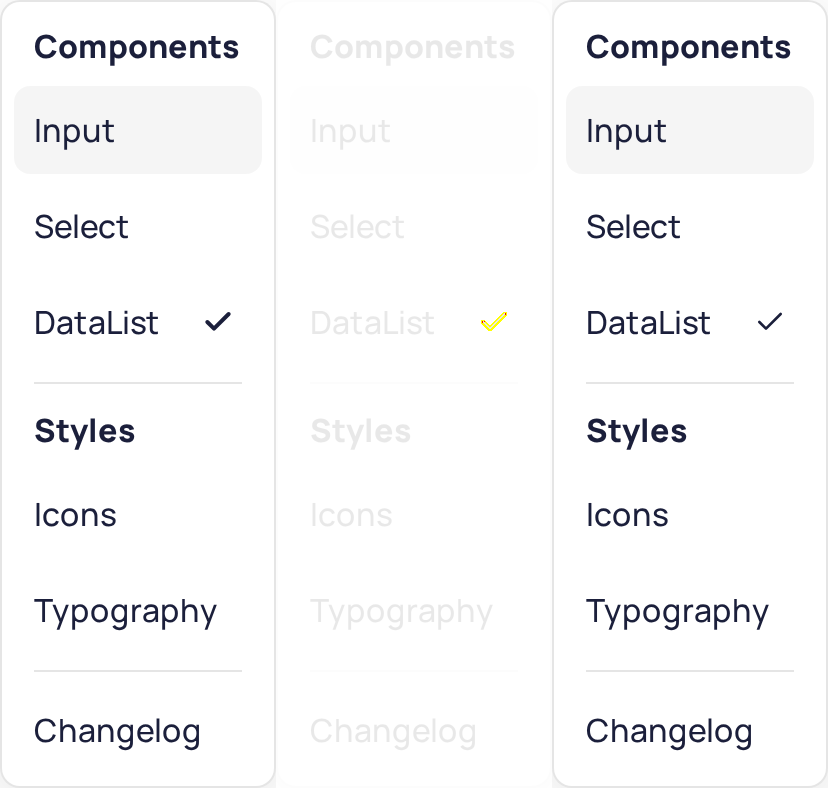 Components
Input
Select
DataList
Styles
Icons
Typography
Changelog
Components
Input
Select
DataList
Styles
Icons
Typography
Changelog
Components
Input
Select
DataList
Styles
Icons
Typography
Changelog